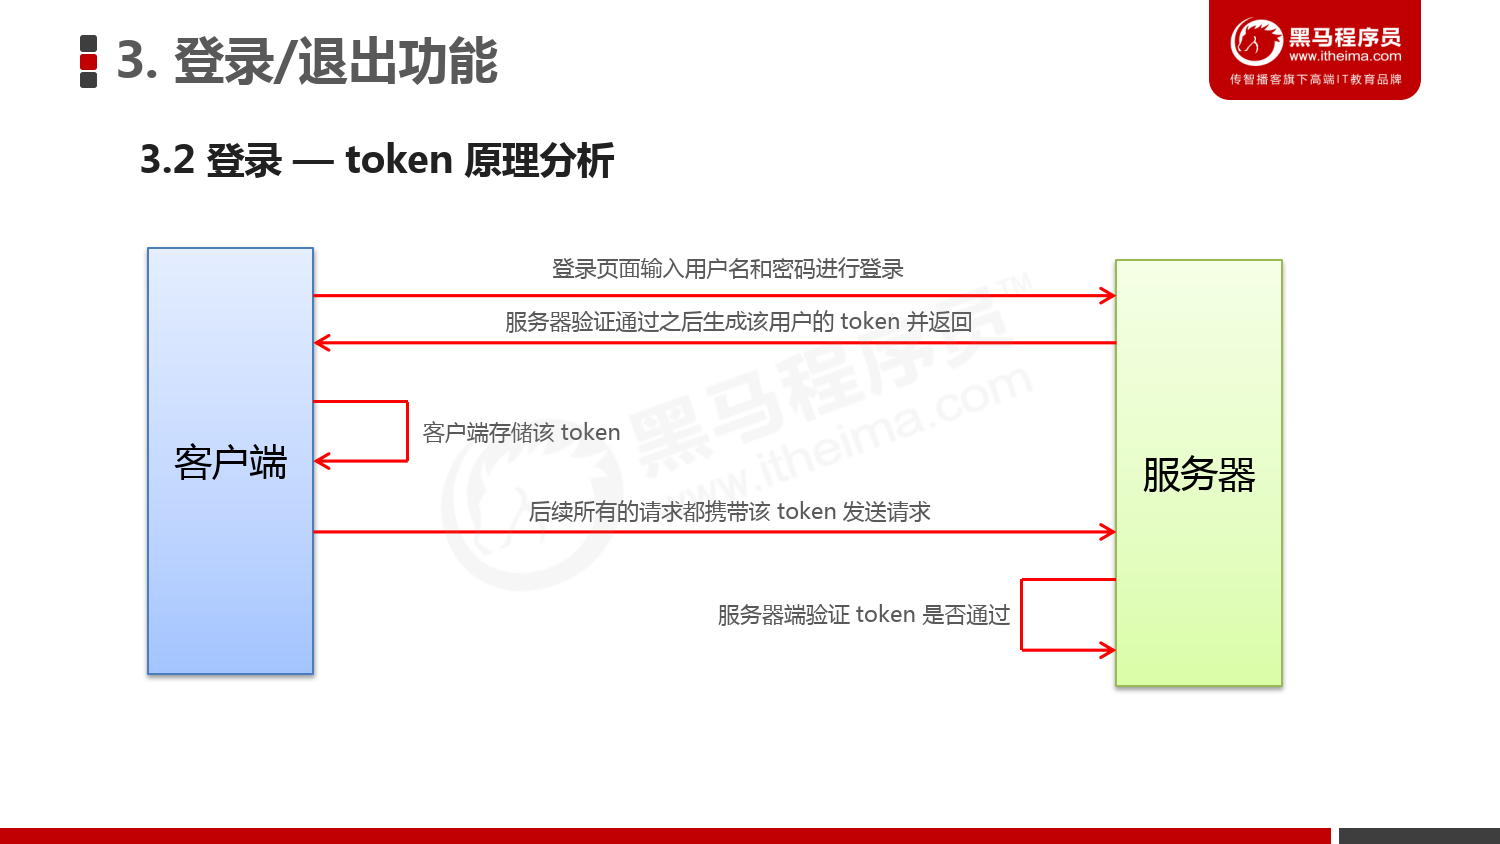 3. 登录/退出功能
黑马程序员
www.itheima.com
传智播客旗下高端IT教育品牌
3.2 登录 — token 原理分析
登录页面输入用户名和密码进行登录
服务器验证通过之后生成该用户的 token 并返回
客户端存储该 token
客户端
服务器
后续所有的请求都携带该 token 发送请求
服务器端验证 token 是否通过
黑马程序员™
www.itheima.com